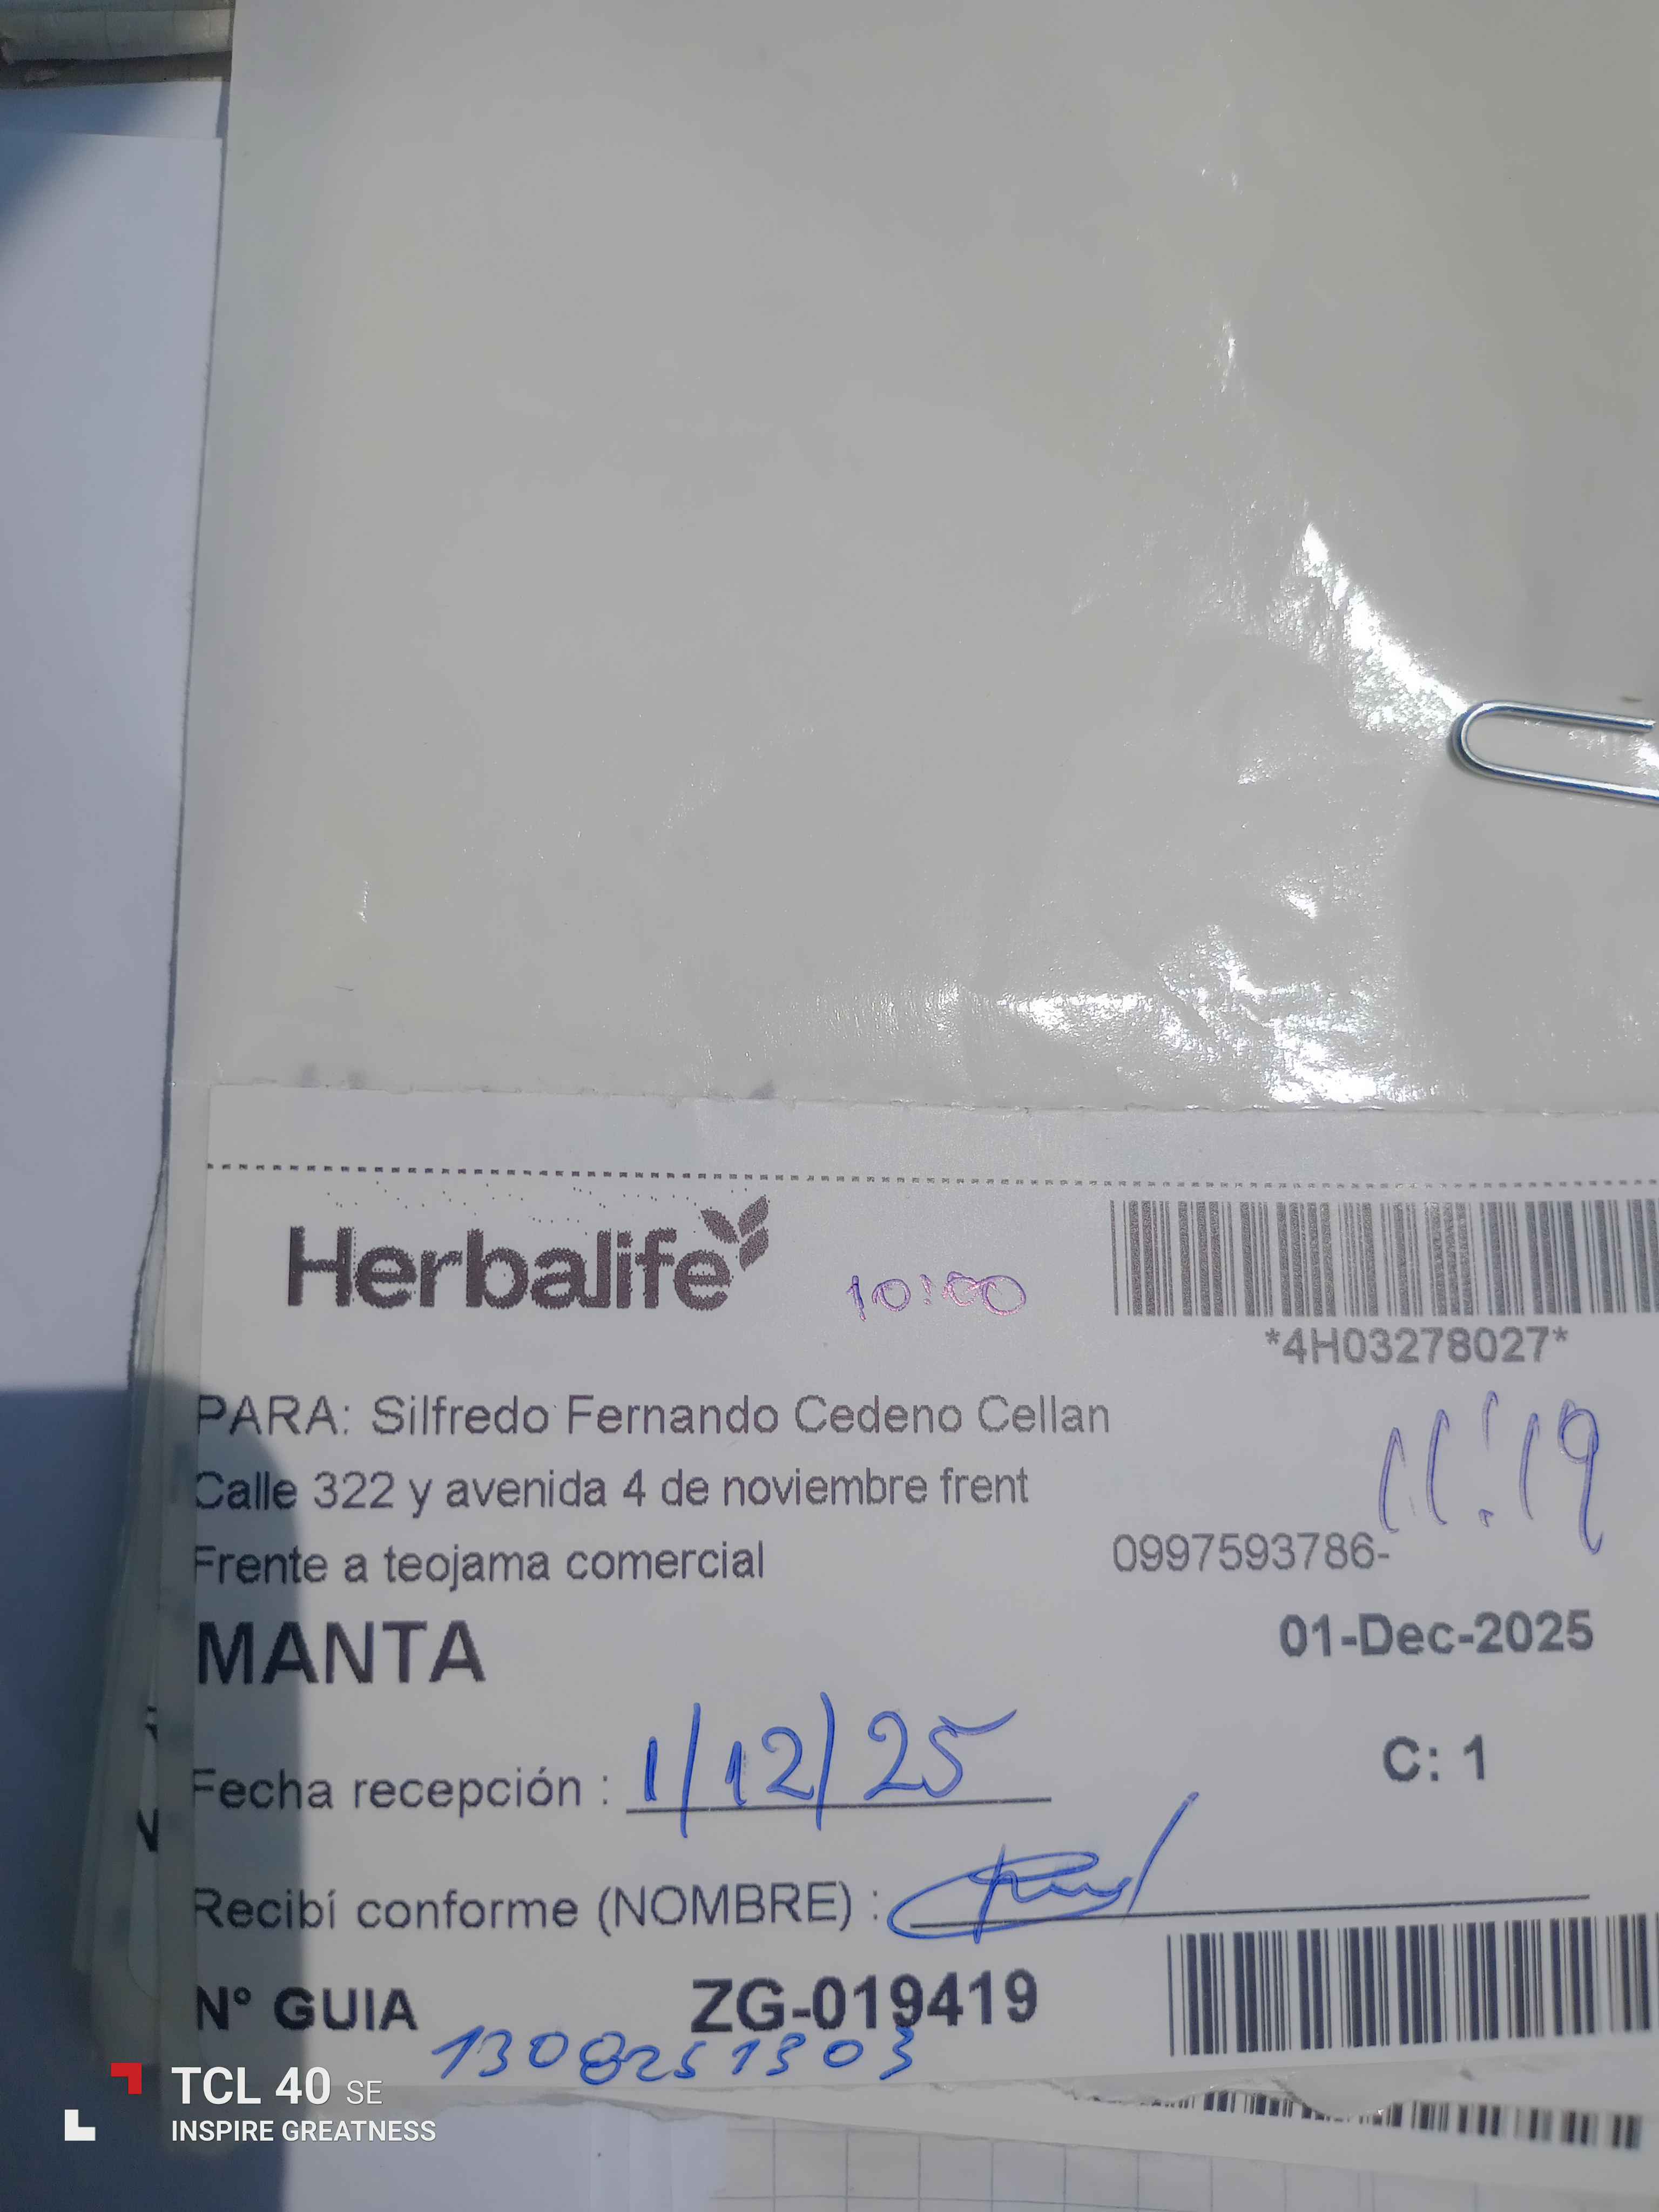 Herbalife
10:00
*4H03278027*
PARA: Silfredo Fernando Cedeno Cellan
11:19
Calle 322 y avenida 4 de noviembre frent
Frente a teojama comercial
0997593786-
MANTA
01-Dec-2025
Fecha recepción : 1/12/25
C: 1
Recibí conforme (NOMBRE) :
N° GUIA ZG-019419
1308251303
TCL 40 SE
INSPIRE GREATNESS